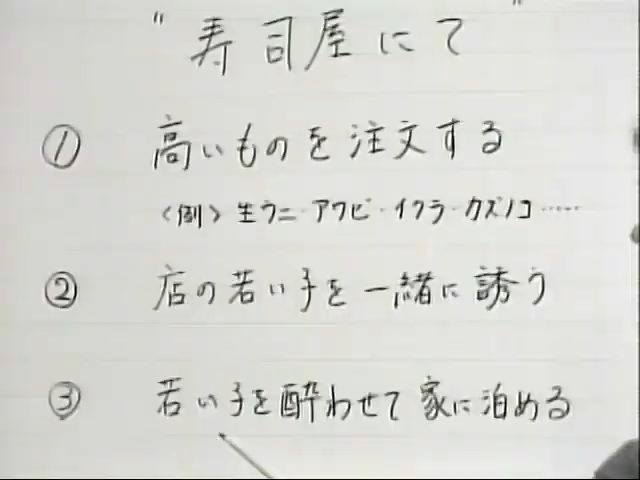 "寿司屋にて"
① 高いものを注文する
〈例〉生ウニ・アワビ・イクラ・カズノコ……
② 店の若い子を一緒に誘う
③ 若い子を酔わせて家に泊める